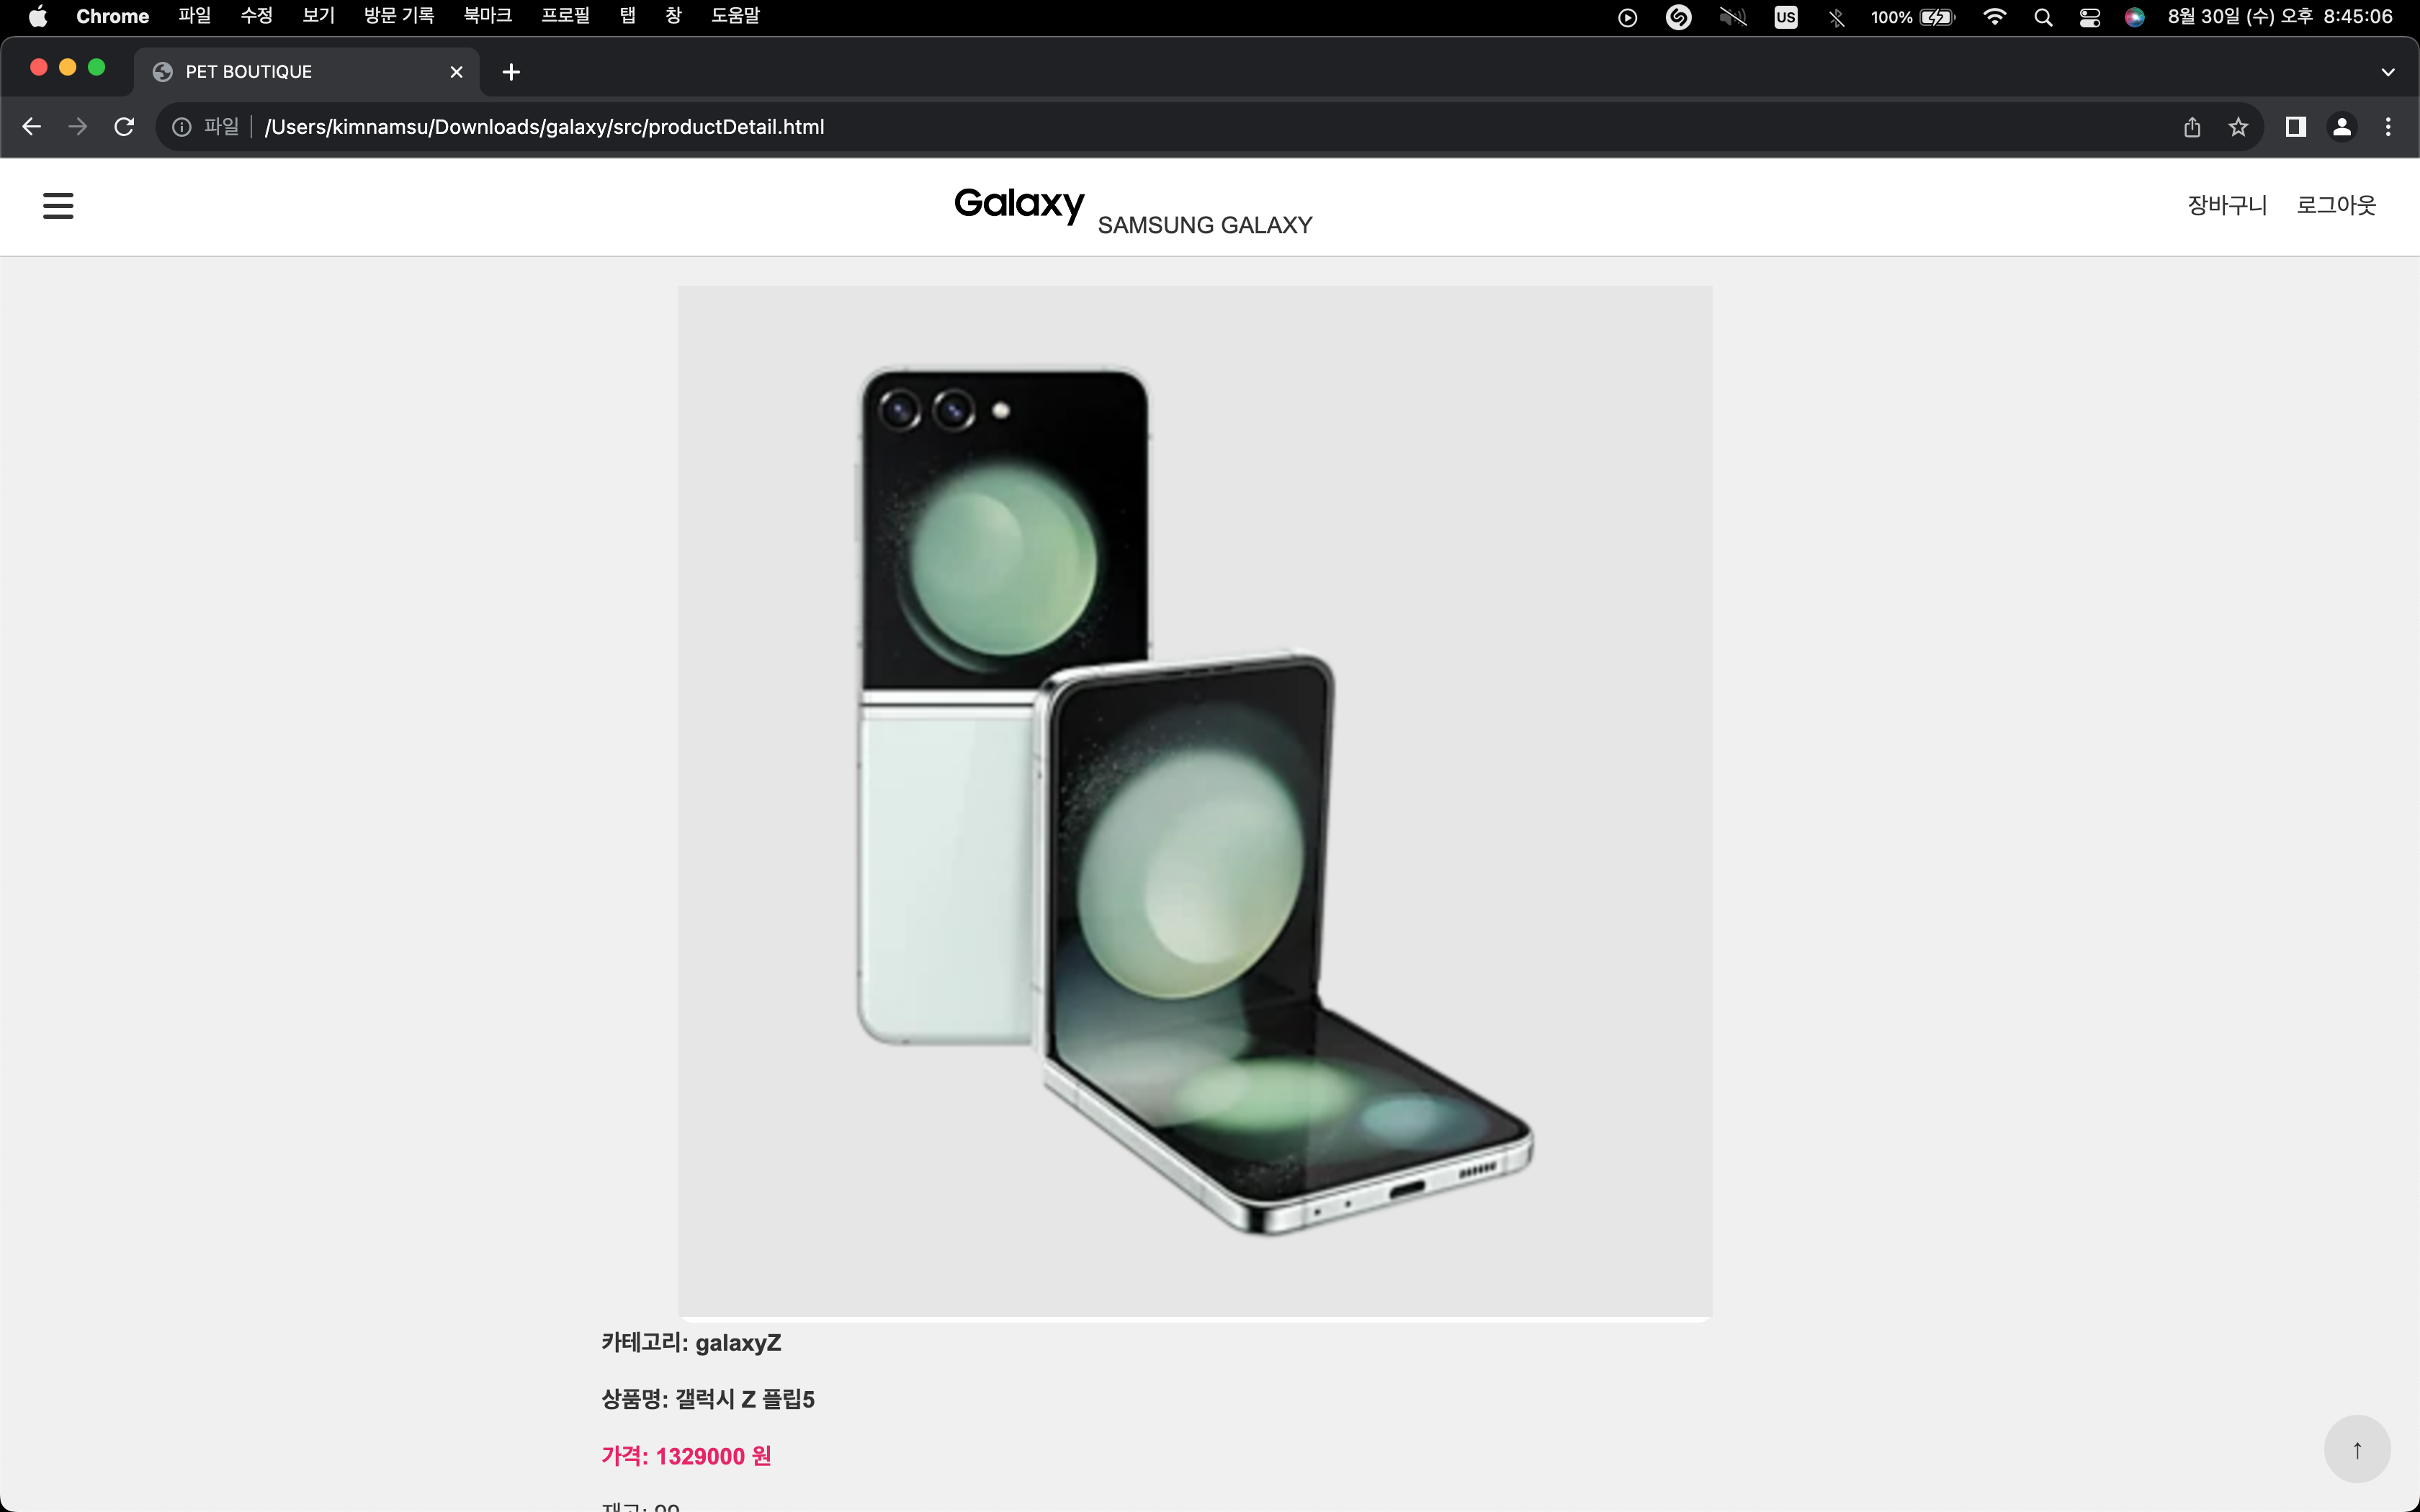 Chrome 파일 수정 보기 방문 기록 북마크 프로필 탭 창 도움말 US 100% 8월 30일 (수) 오후 8:45:06
PET BOUTIQUE
파일 /Users/kimnamsu/Downloads/galaxy/src/productDetail.html
Galaxy SAMSUNG GALAXY 장바구니 로그아웃
카테고리: galaxyZ
상품명: 갤럭시 Z 플립5
가격: 1329000 원
재고: 99